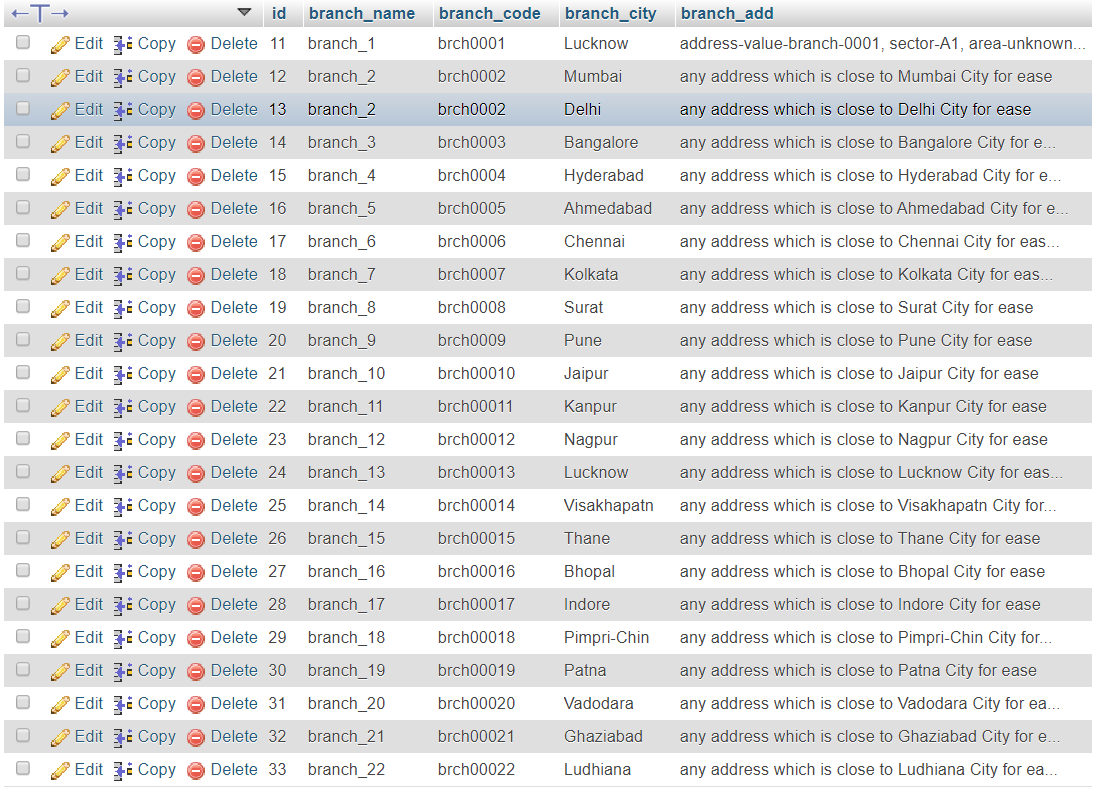 ←T→ id branch_name branch_code branch_city branch_add
Edit Copy Delete 11 branch_1 brch0001 Lucknow address-value-branch-0001, sector-A1, area-unknown...
Edit Copy Delete 12 branch_2 brch0002 Mumbai any address which is close to Mumbai City for ease
Edit Copy Delete 13 branch_2 brch0002 Delhi any address which is close to Delhi City for ease
Edit Copy Delete 14 branch_3 brch0003 Bangalore any address which is close to Bangalore City for e...
Edit Copy Delete 15 branch_4 brch0004 Hyderabad any address which is close to Hyderabad City for e...
Edit Copy Delete 16 branch_5 brch0005 Ahmedabad any address which is close to Ahmedabad City for e...
Edit Copy Delete 17 branch_6 brch0006 Chennai any address which is close to Chennai City for eas...
Edit Copy Delete 18 branch_7 brch0007 Kolkata any address which is close to Kolkata City for eas...
Edit Copy Delete 19 branch_8 brch0008 Surat any address which is close to Surat City for ease
Edit Copy Delete 20 branch_9 brch0009 Pune any address which is close to Pune City for ease
Edit Copy Delete 21 branch_10 brch00010 Jaipur any address which is close to Jaipur City for ease
Edit Copy Delete 22 branch_11 brch00011 Kanpur any address which is close to Kanpur City for ease
Edit Copy Delete 23 branch_12 brch00012 Nagpur any address which is close to Nagpur City for ease
Edit Copy Delete 24 branch_13 brch00013 Lucknow any address which is close to Lucknow City for eas...
Edit Copy Delete 25 branch_14 brch00014 Visakhapatn any address which is close to Visakhapatn City for...
Edit Copy Delete 26 branch_15 brch00015 Thane any address which is close to Thane City for ease
Edit Copy Delete 27 branch_16 brch00016 Bhopal any address which is close to Bhopal City for ease
Edit Copy Delete 28 branch_17 brch00017 Indore any address which is close to Indore City for ease
Edit Copy Delete 29 branch_18 brch00018 Pimpri-Chin any address which is close to Pimpri-Chin City for...
Edit Copy Delete 30 branch_19 brch00019 Patna any address which is close to Patna City for ease
Edit Copy Delete 31 branch_20 brch00020 Vadodara any address which is close to Vadodara City for ea...
Edit Copy Delete 32 branch_21 brch00021 Ghaziabad any address which is close to Ghaziabad City for e...
Edit Copy Delete 33 branch_22 brch00022 Ludhiana any address which is close to Ludhiana City for ea...